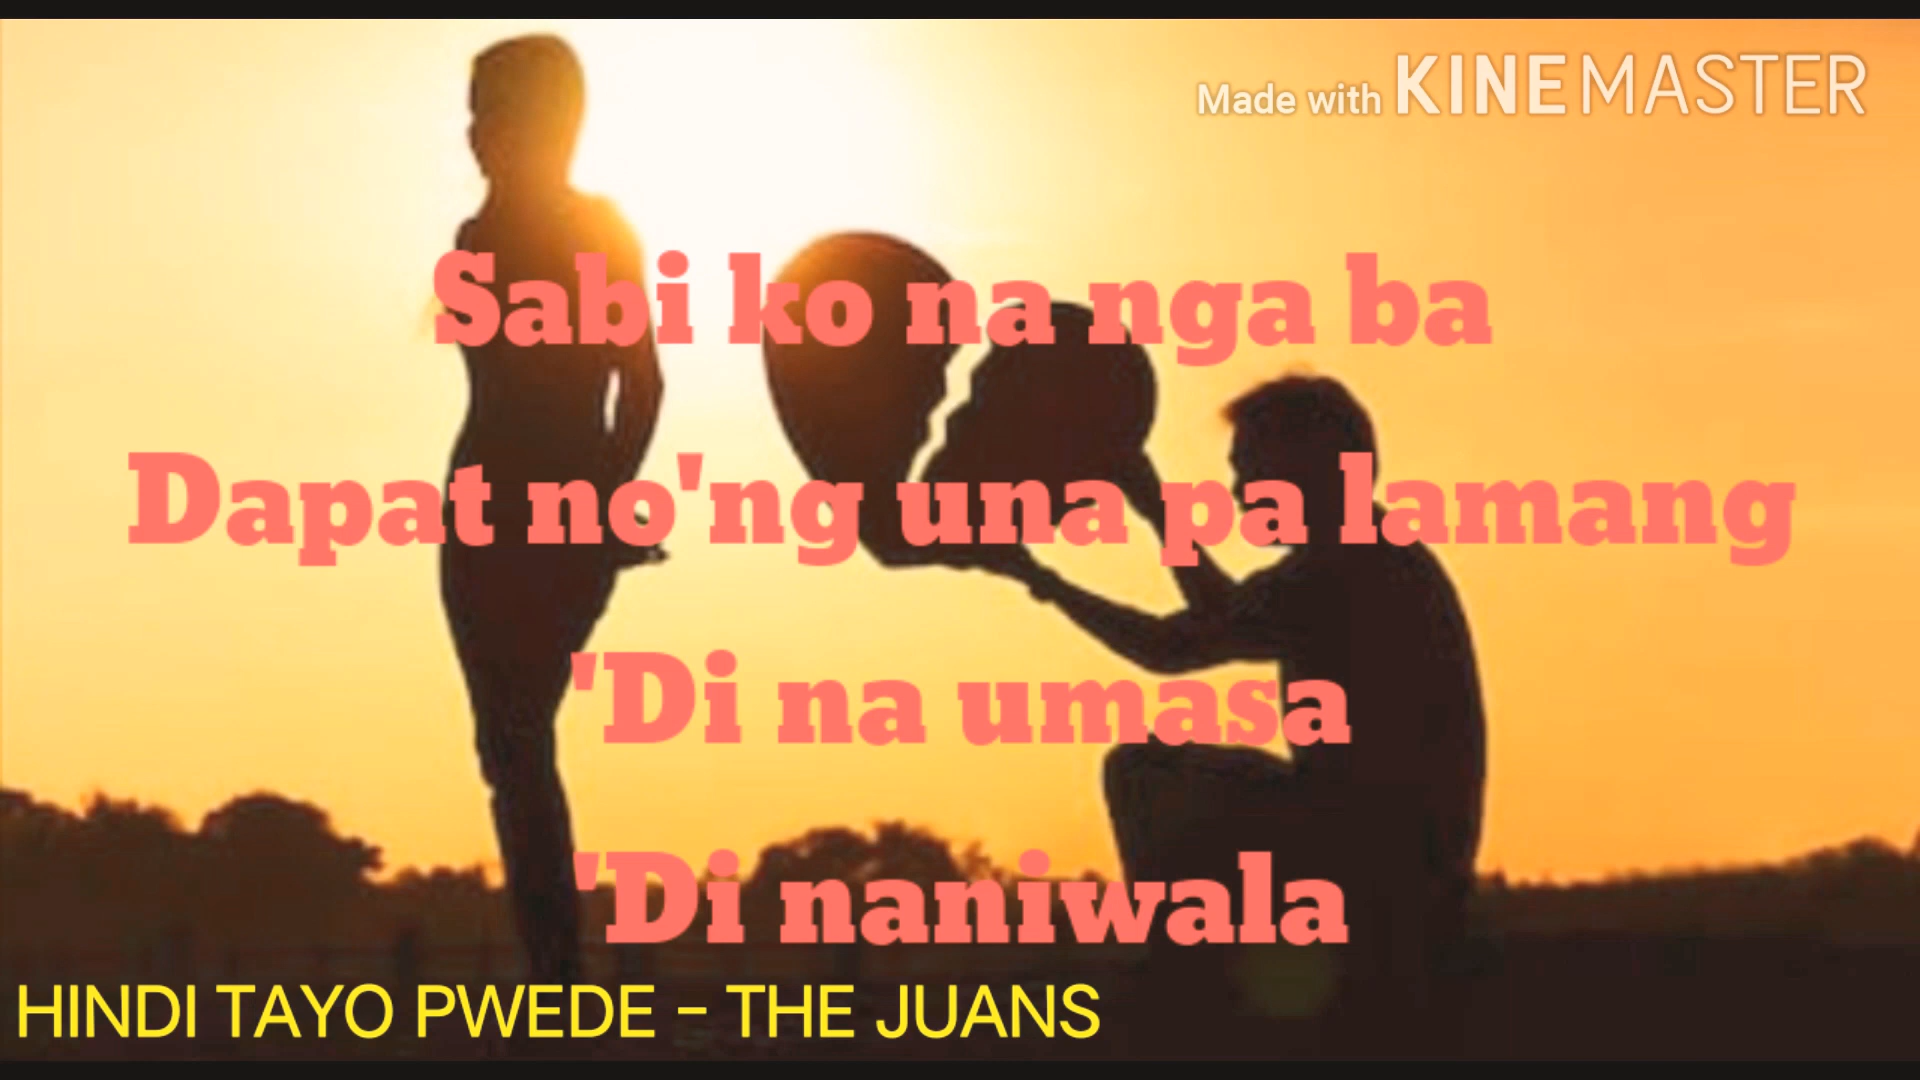 Made with KINEMASTER
Sabi ko na nga ba
Dapat no'ng una pa lamang
'Di na umasa
'Di naniwala
HINDI TAYO PWEDE - THE JUANS